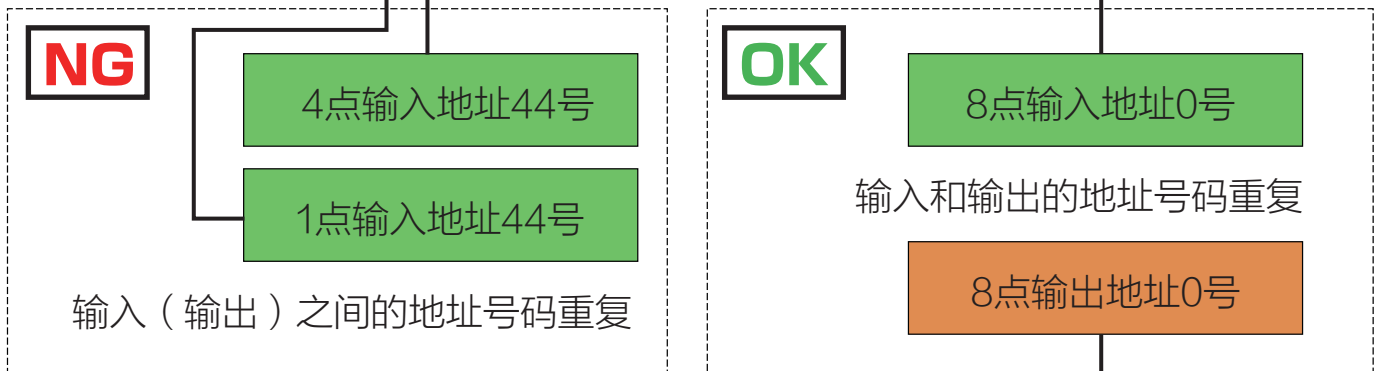 NG
4点输入地址44号
1点输入地址44号
输入（输出）之间的地址号码重复
OK
8点输入地址0号
输入和输出的地址号码重复
8点输出地址0号